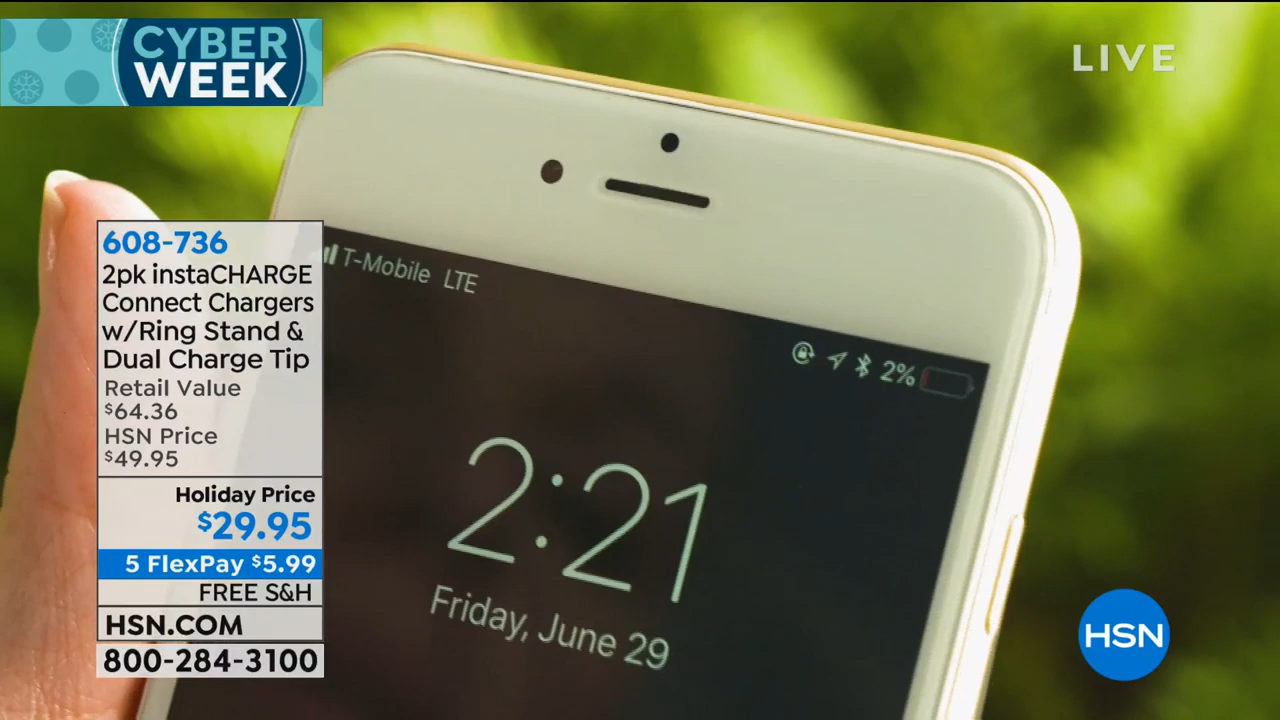 CYBER
WEEK
LIVE
608-736
2pk instaCHARGE
Connect Chargers
w/Ring Stand &
Dual Charge Tip
Retail Value
$64.36
HSN Price
$49.95
Holiday Price
$29.95
5 FlexPay $5.99
FREE S&H
HSN.COM
800-284-3100
T-Mobile LTE
2%
2:21
Friday, June 29
HSN